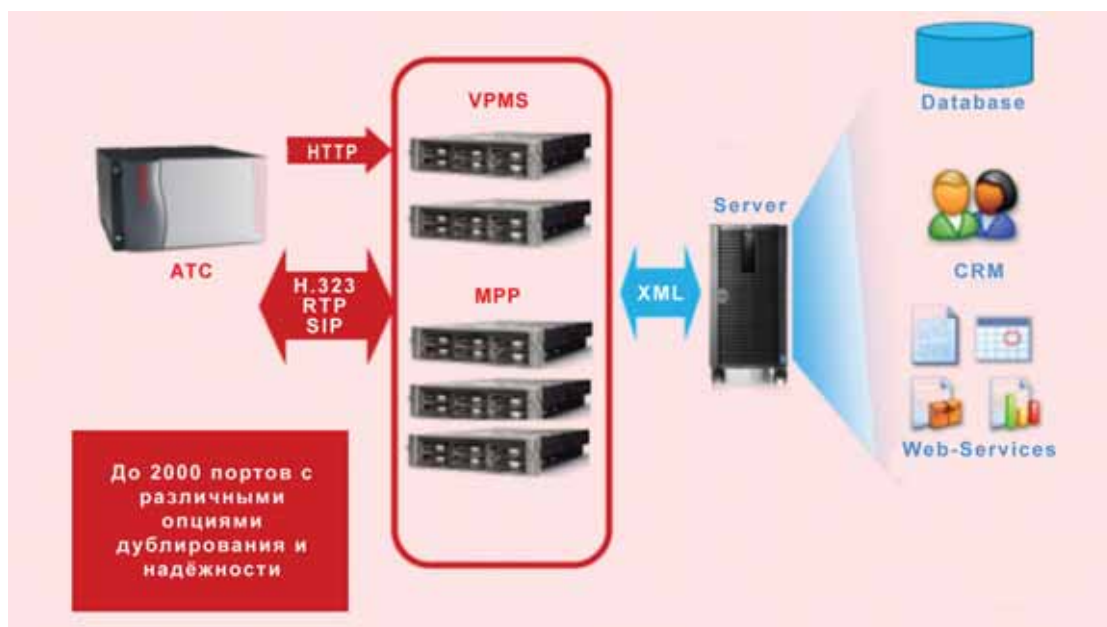 VPMS
HTTP
АТС
H.323
RTP
SIP
MPP
XML
Server
Database
CRM
Web-Services
До 2000 портов с
различными
опциями
дублирования и
надёжности